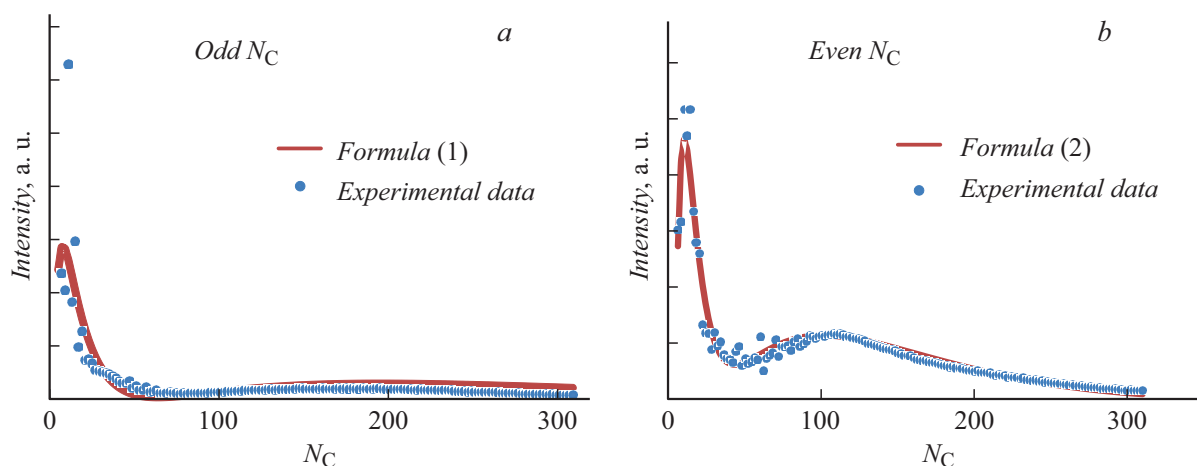 a
Odd N_C
Intensity, a. u.
Formula (1)
Experimental data
0
100
200
300
N_C
b
Even N_C
Intensity, a. u.
Formula (2)
Experimental data
0
100
200
300
N_C